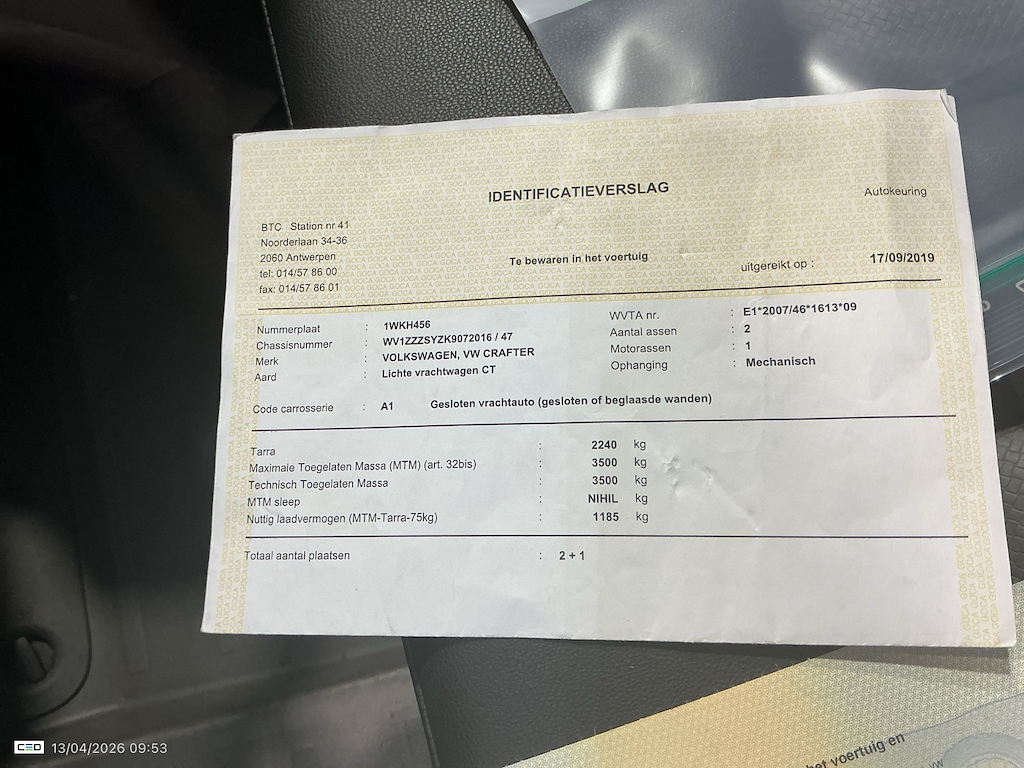 IDENTIFICATIEVERSLAG
Autokeuring
BTC Station nr 41
Noorderlaan 34-36
2060 Antwerpen
tel: 014/57 86 00
fax: 014/57 86 01
Te bewaren in het voertuig
uitgereikt op : 17/09/2019
Nummerplaat : 1WKH456
Chassisnummer : WV1ZZZSYZK9072016 / 47
Merk : VOLKSWAGEN, VW CRAFTER
Aard : Lichte vrachtwagen CT
WVTA nr. : E1*2007/46*1613*09
Aantal assen : 2
Motorassen : 1
Ophanging : Mechanisch
Code carrosserie : A1 Gesloten vrachtauto (gesloten of beglaasde wanden)
Tarra : 2240 kg
Maximale Toegelaten Massa (MTM) (art. 32bis) : 3500 kg
Technisch Toegelaten Massa : 3500 kg
MTM sleep : NIHIL kg
Nuttig laadvermogen (MTM-Tarra-75kg) : 1185 kg
Totaal aantal plaatsen : 2 + 1
het voertuig en
CEO 13/04/2026 09:53